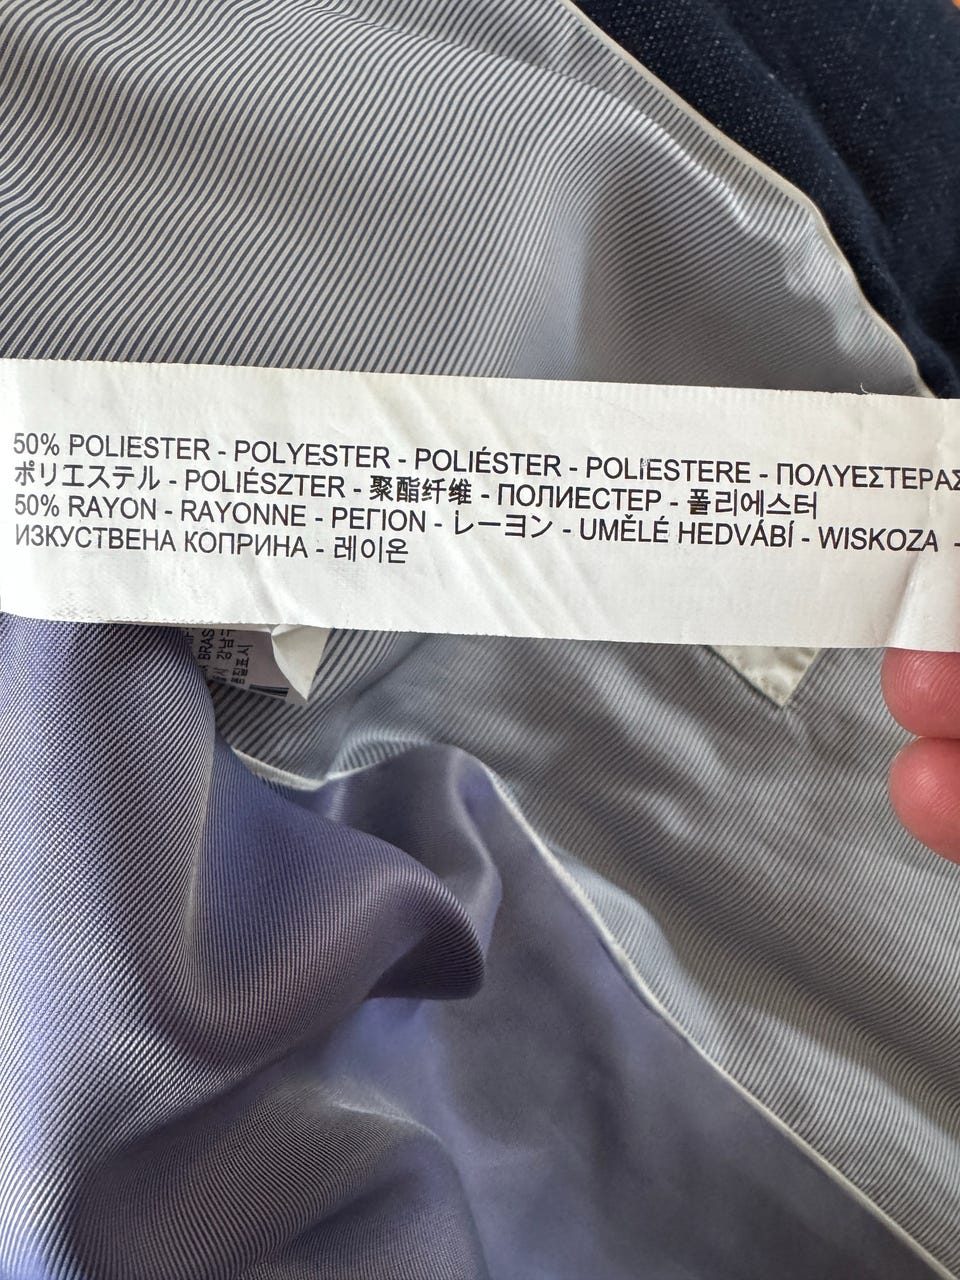 50% POLIESTER - POLYESTER - POLIÉSTER - POLIESTERE - ΠΟΛΥΕΣΤΕΡΑΣ
ポリエステル - POLIÉSZTER - 聚酯纤维 - ПОЛИЕСТЕР - 폴리에스터
50% RAYON - RAYONNE - ΡΕΓΙΟΝ - レーヨン - UMĚLÉ HEDVÁBÍ - WISKOZA -
ИЗКУСТВЕНА КОПРИНА - 레이온